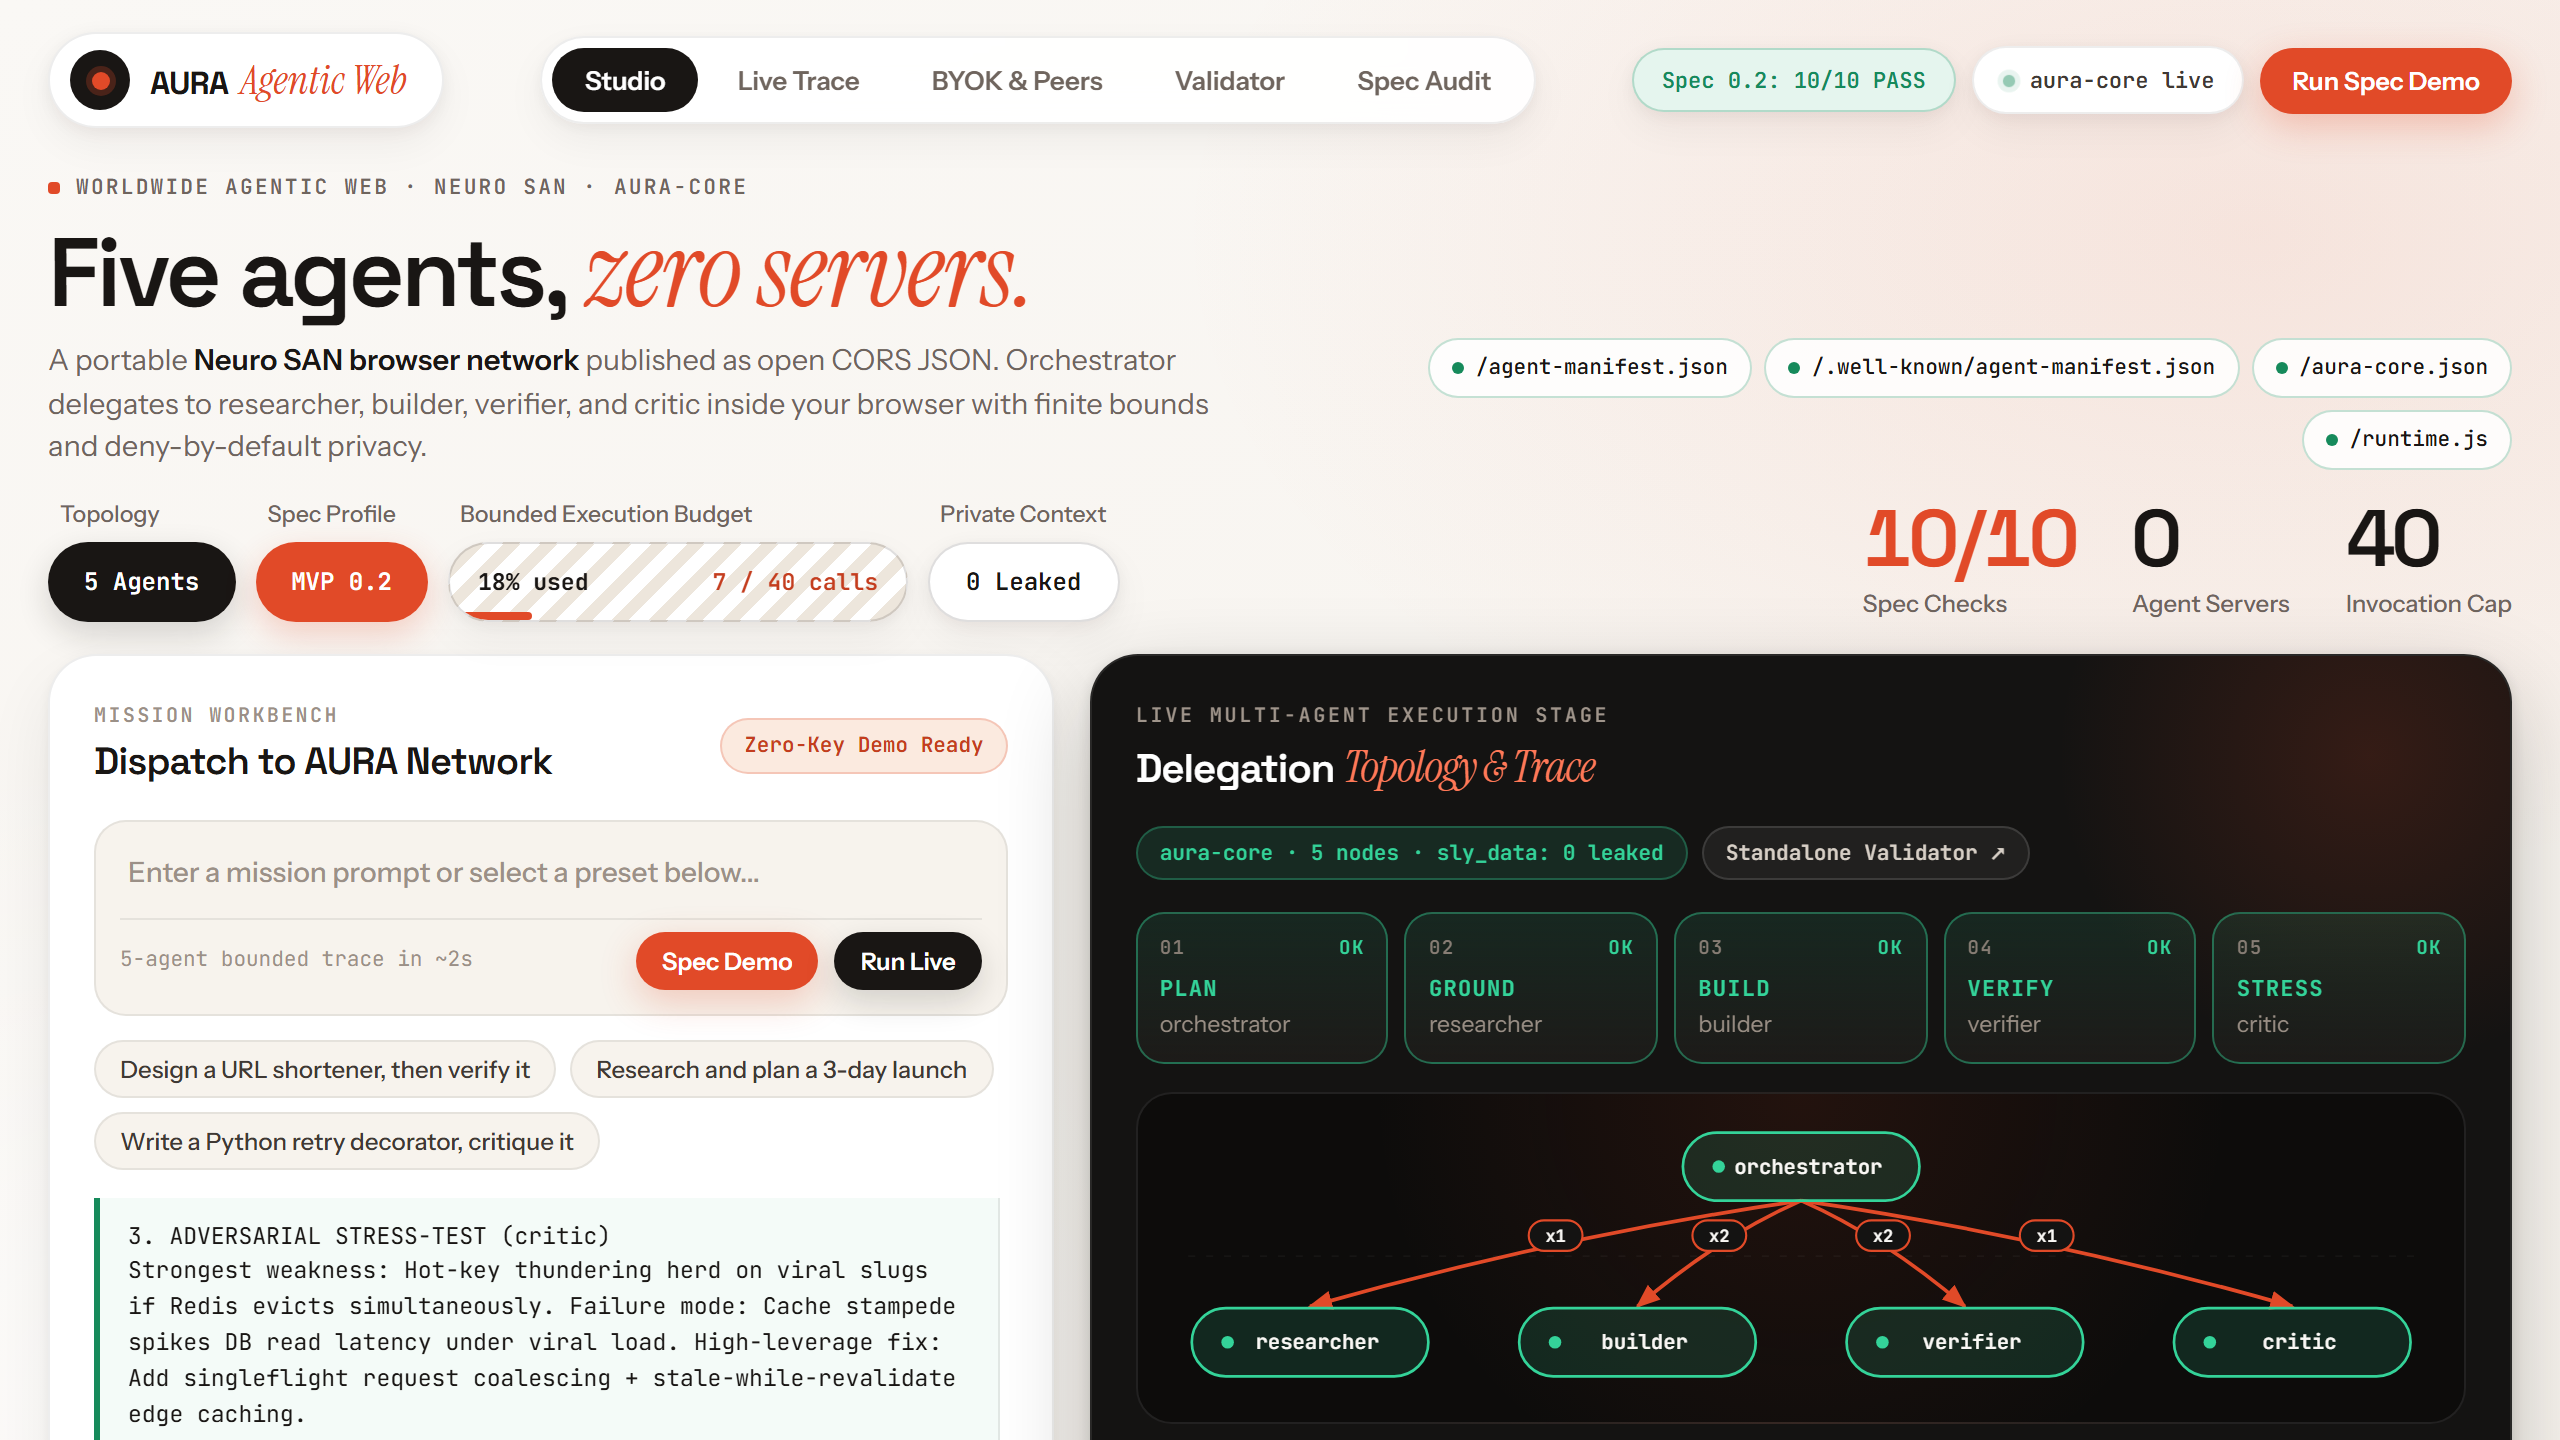 AURA Agentic Web
Studio
Live Trace
BYOK & Peers
Validator
Spec Audit
Spec 0.2: 10/10 PASS
aura-core live
Run Spec Demo
WORLDWIDE AGENTIC WEB · NEURO SAN · AURA-CORE
Five agents, zero servers.
A portable Neuro SAN browser network published as open CORS JSON. Orchestrator
delegates to researcher, builder, verifier, and critic inside your browser with finite bounds
and deny-by-default privacy.
/agent-manifest.json
/.well-known/agent-manifest.json
/aura-core.json
/runtime.js
Topology
5 Agents
Spec Profile
MVP 0.2
Bounded Execution Budget
18% used
7 / 40 calls
Private Context
0 Leaked
10/10
Spec Checks
0
Agent Servers
40
Invocation Cap
MISSION WORKBENCH
Dispatch to AURA Network
Zero-Key Demo Ready
Enter a mission prompt or select a preset below...
5-agent bounded trace in ~2s
Spec Demo
Run Live
Design a URL shortener, then verify it
Research and plan a 3-day launch
Write a Python retry decorator, critique it
3. ADVERSARIAL STRESS-TEST (critic)
Strongest weakness: Hot-key thundering herd on viral slugs
if Redis evicts simultaneously. Failure mode: Cache stampede
spikes DB read latency under viral load. High-leverage fix:
Add singleflight request coalescing + stale-while-revalidate
edge caching.
LIVE MULTI-AGENT EXECUTION STAGE
Delegation Topology & Trace
aura-core · 5 nodes · sly_data: 0 leaked
Standalone Validator ↗
01 OK
PLAN
orchestrator
02 OK
GROUND
researcher
03 OK
BUILD
builder
04 OK
VERIFY
verifier
05 OK
STRESS
critic
orchestrator
x1
x2
x2
x1
researcher
builder
verifier
critic